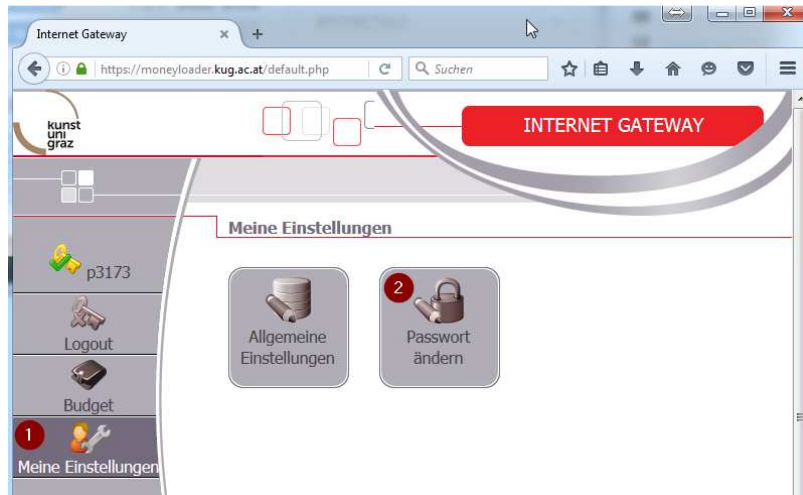 Internet Gateway
https://moneyloader.kug.ac.at/default.php
Suchen
kunst
uni
graz
INTERNET GATEWAY
Meine Einstellungen
p3173
Logout
Budget
1
Meine Einstellungen
Allgemeine
Einstellungen
2
Passwort
ändern